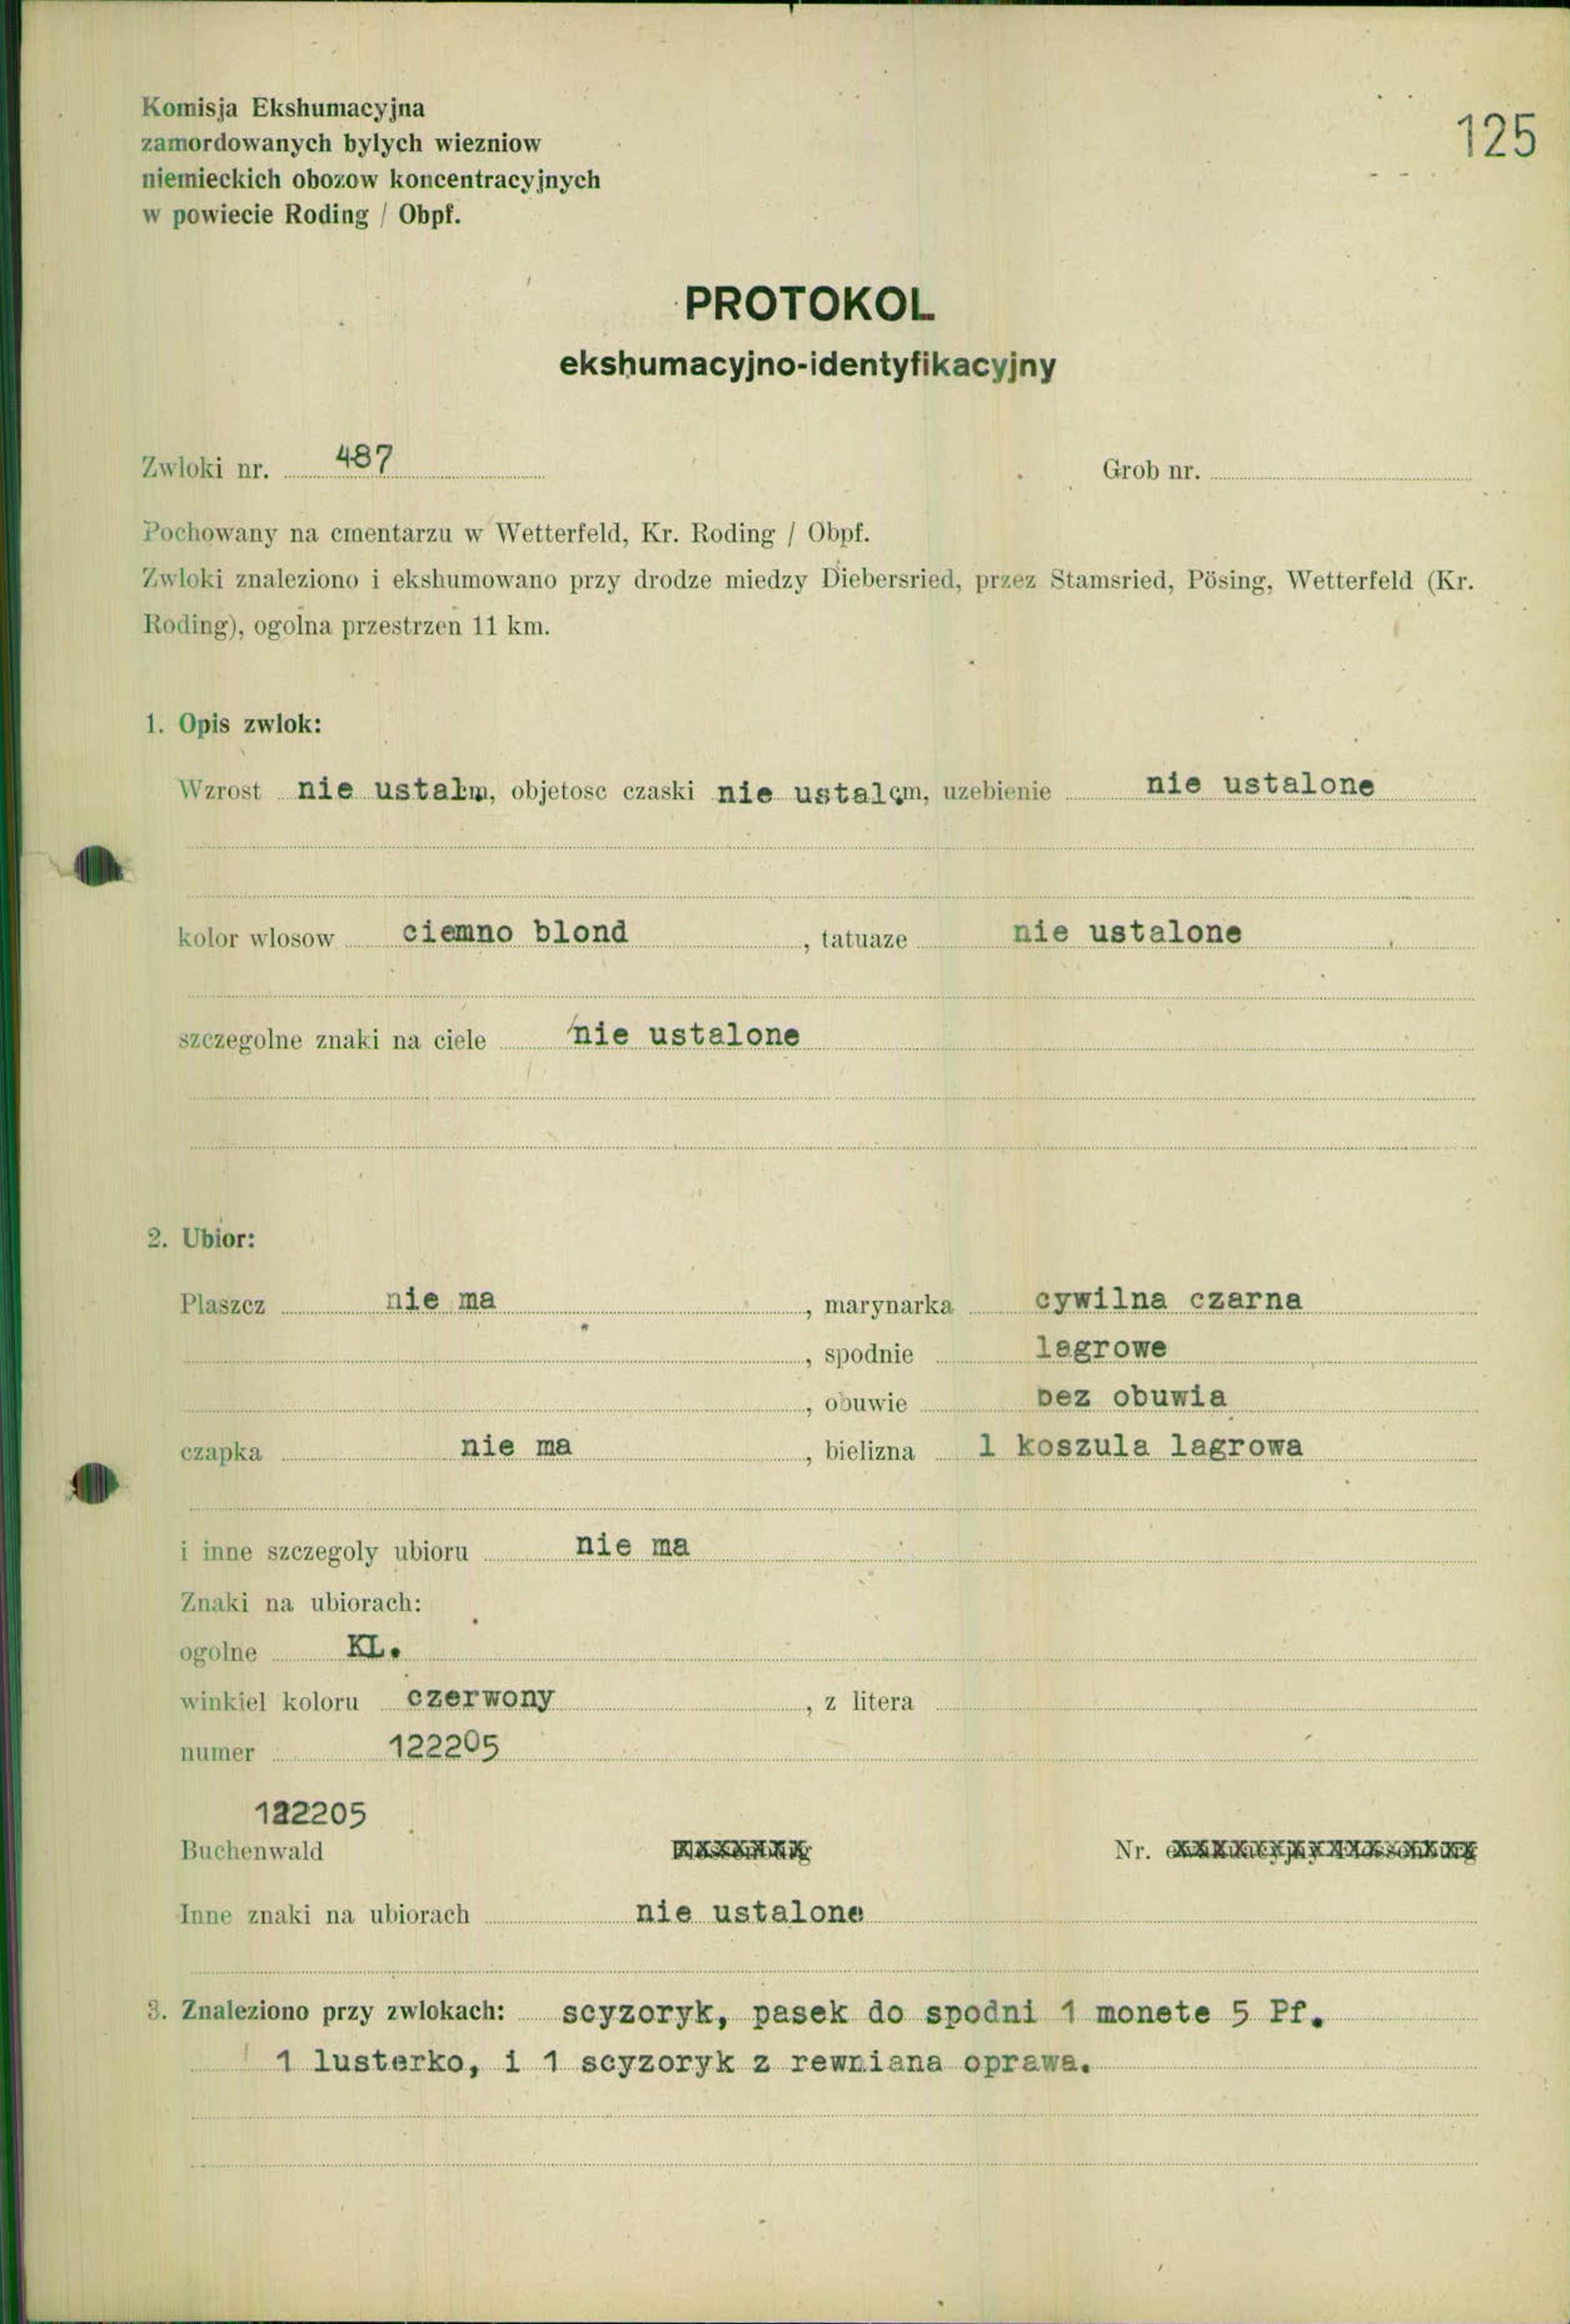 Komisja Ekshumacyjna
zamordowanych bylych wiezniow
niemieckich obozow koncentracyjnych
w powiecie Roding / Obpf.
125
PROTOKOL
ekshumacyjno-identyfikacyjny
Zwloki nr. 487 Grob nr.
Pochowany na cmentarzu w Wetterfeld, Kr. Roding / Obpf.
Zwloki znaleziono i ekshumowano przy drodze miedzy Diebersried, przez Stamsried, Pösing, Wetterfeld (Kr.
Roding), ogolna przestrzen 11 km.
1. Opis zwlok:
Wzrost nie ustal cm, objetosc czaski nie ustal cm, uzebienie nie ustalone
kolor wlosow ciemno blond, tatuaze nie ustalone
szczegolne znaki na ciele nie ustalone
2. Ubior:
Plaszcz nie ma, marynarka cywilna czarna
, spodnie lagrowe
, obuwie bez obuwia
czapka nie ma, bielizna 1 koszula lagrowa
i inne szczegoly ubioru nie ma
Znaki na ubiorach:
ogolne KL.
winkiel koloru czerwony, z litera
numer 122205
122205
Buchenwald Nr.
Inne znaki na ubiorach nie ustalone
3. Znaleziono przy zwlokach: scyzoryk, pasek do spodni 1 monete 5 Pf.
1 lusterko, i 1 scyzoryk z rewniana oprawa.